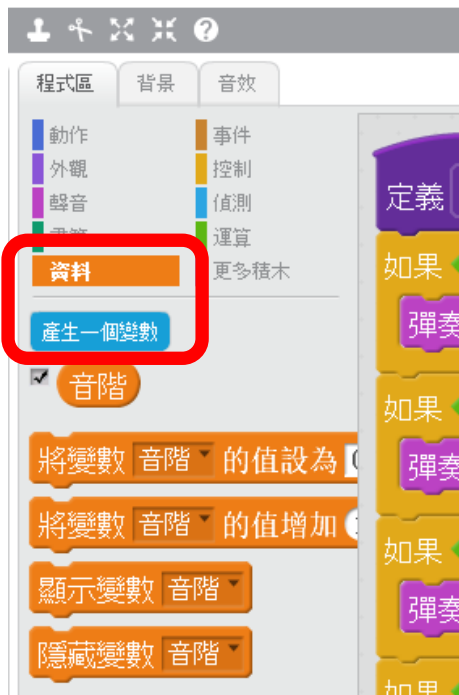 程式區 背景 音效
動作 事件
外觀 控制
聲音 偵測
畫筆 運算
資料 更多積木
產生一個變數
音階
將變數 音階 的值設為 0
將變數 音階 的值增加
顯示變數 音階
隱藏變數 音階
定義
如果
彈奏
如果
彈奏
如果
彈奏
如果